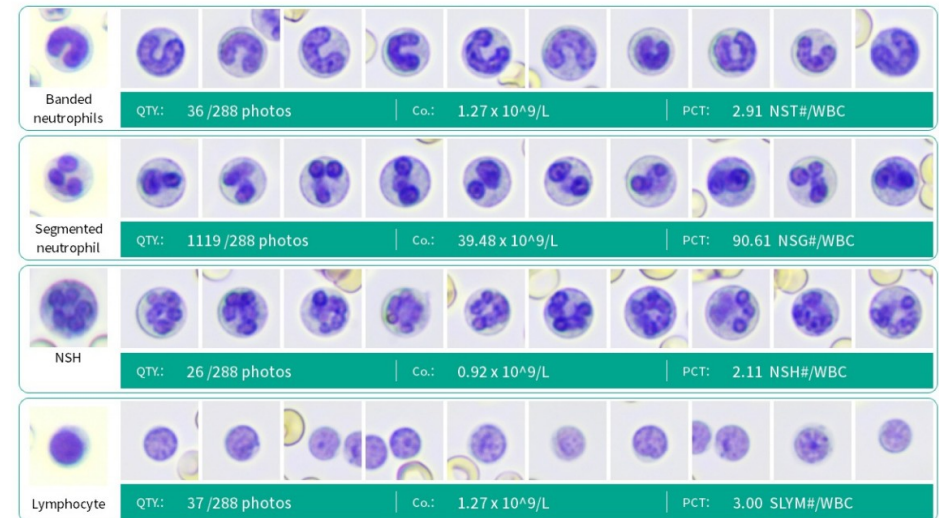 Banded
neutrophils
QTY.: 36 /288 photos
Co.: 1.27 x 10^9/L
PCT: 2.91 NST#/WBC
Segmented
neutrophil
QTY.: 1119 /288 photos
Co.: 39.48 x 10^9/L
PCT: 90.61 NSG#/WBC
NSH
QTY.: 26 /288 photos
Co.: 0.92 x 10^9/L
PCT: 2.11 NSH#/WBC
Lymphocyte
QTY.: 37 /288 photos
Co.: 1.27 x 10^9/L
PCT: 3.00 SLYM#/WBC